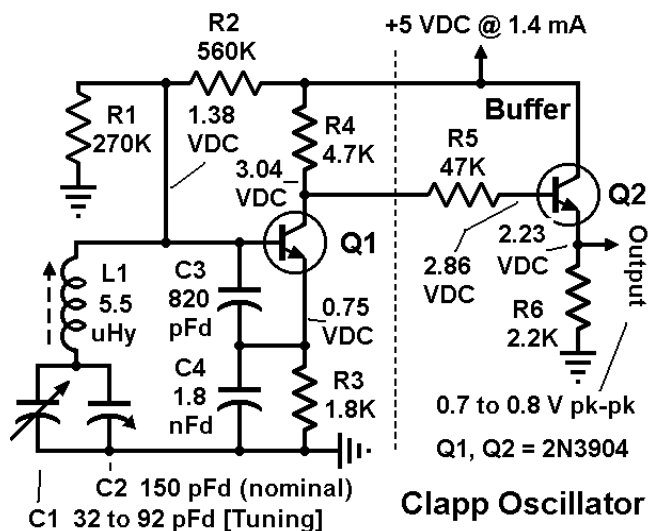 R2
560K
+5 VDC @ 1.4 mA
R1
270K
1.38
VDC
R4
4.7K
Buffer
R5
47K
3.04
VDC
Q1
Q2
2.86
VDC
2.23
VDC
Output
L1
5.5
uHy
C3
820
pFd
0.75
VDC
C4
1.8
nFd
R3
1.8K
R6
2.2K
0.7 to 0.8 V pk-pk
Q1, Q2 = 2N3904
C2 150 pFd (nominal)
C1 32 to 92 pFd [Tuning]
Clapp Oscillator